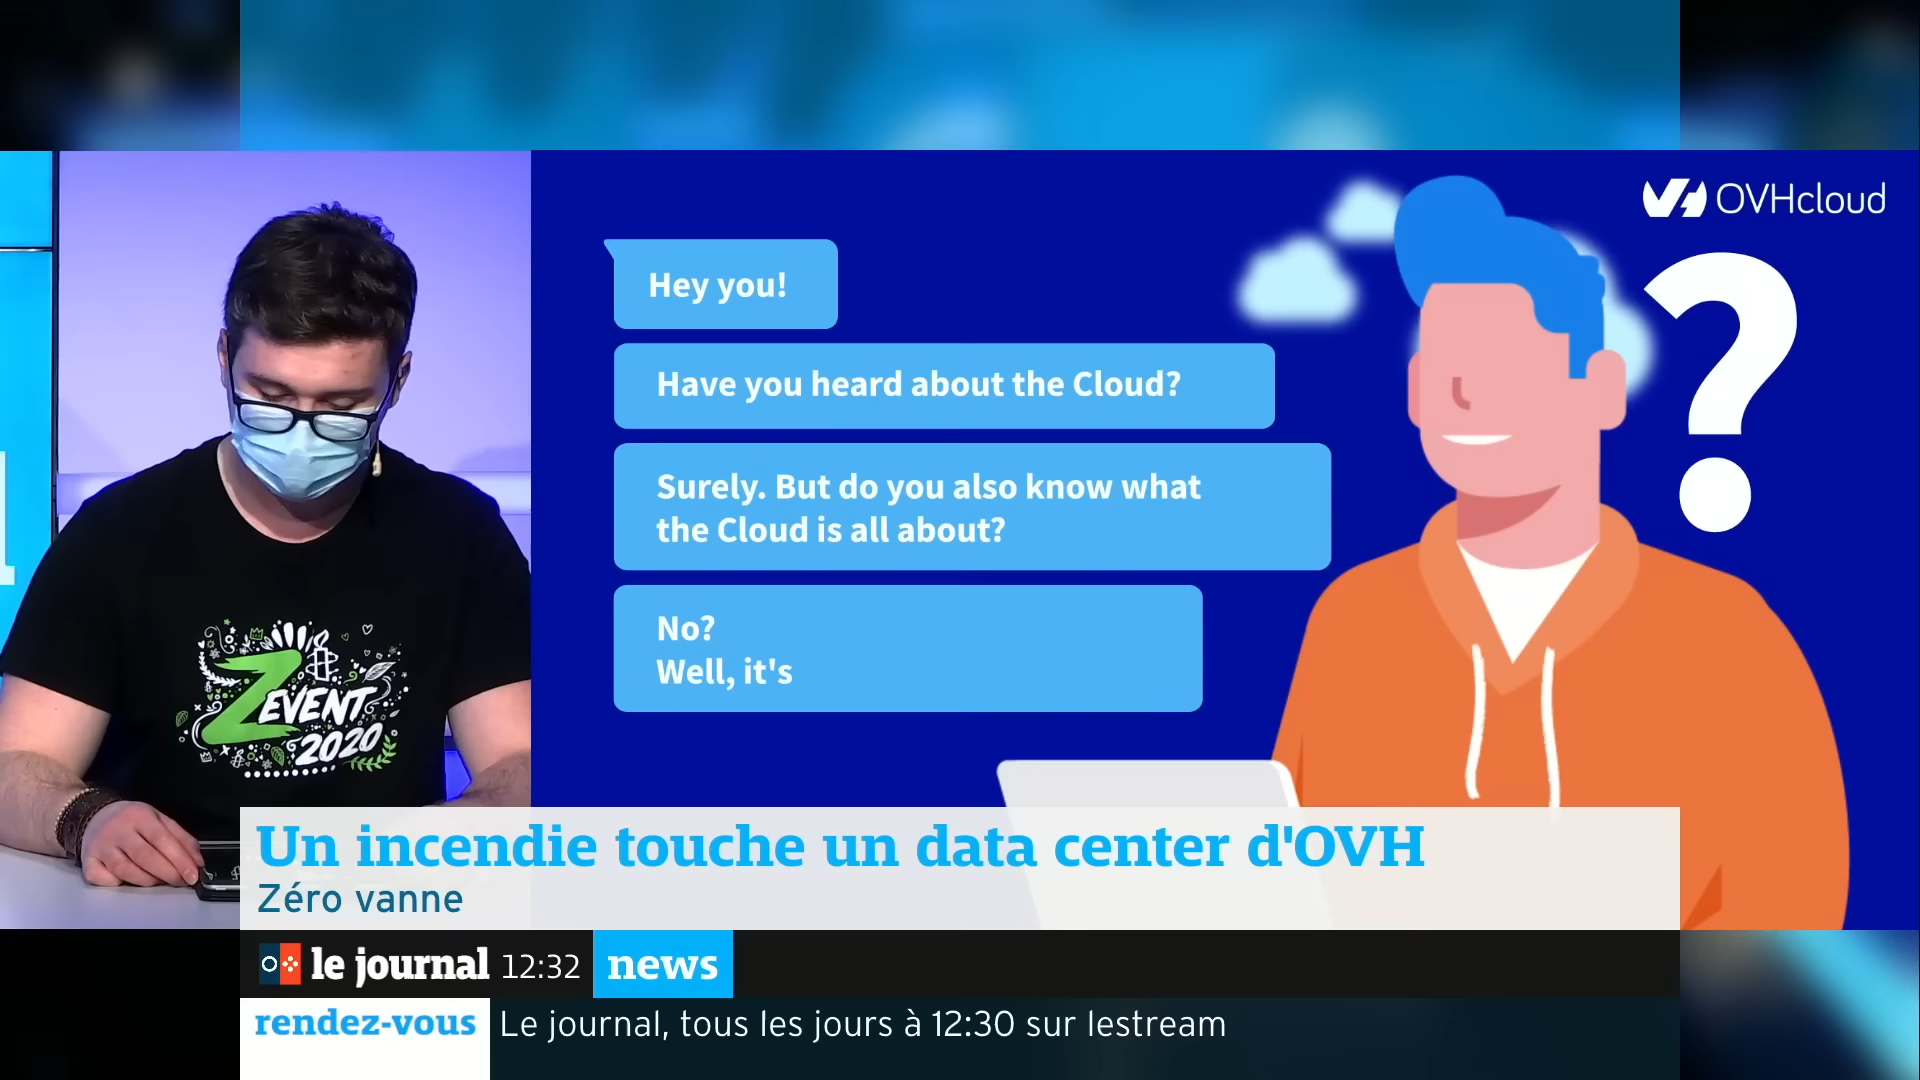 OVHcloud
Hey you!
Have you heard about the Cloud?
Surely. But do you also know what
the Cloud is all about?
No?
Well, it's
?
ZEVENT
2020
Un incendie touche un data center d'OVH
Zéro vanne
le journal 12:32 news
rendez-vous Le journal, tous les jours à 12:30 sur lestream